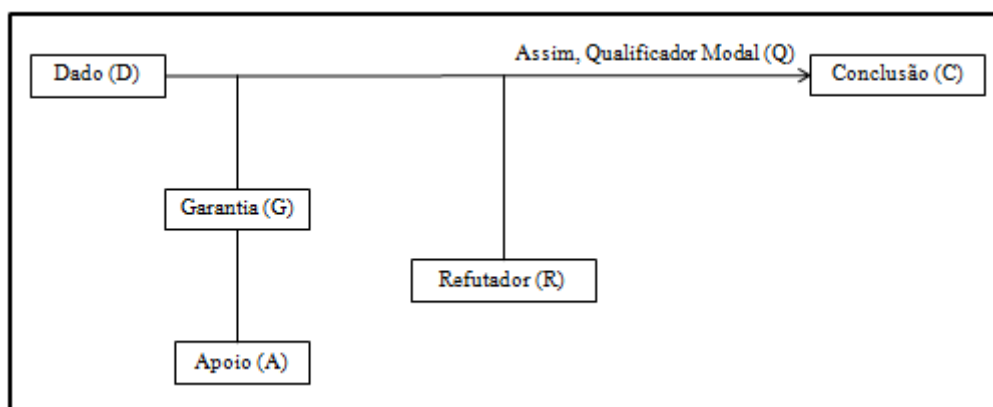 Assim, Qualificador Modal (Q)
Dado (D)
Conclusão (C)
Garantia (G)
Refutador (R)
Apoio (A)